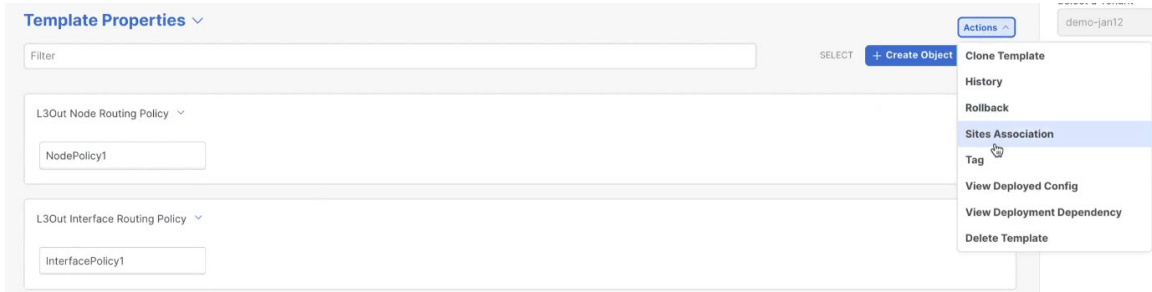 Template Properties
Actions
demo-jan12
Filter
SELECT
+ Create Object
Clone Template
History
Rollback
Sites Association
Tag
View Deployed Config
View Deployment Dependency
Delete Template
L3Out Node Routing Policy
NodePolicy1
L3Out Interface Routing Policy
InterfacePolicy1